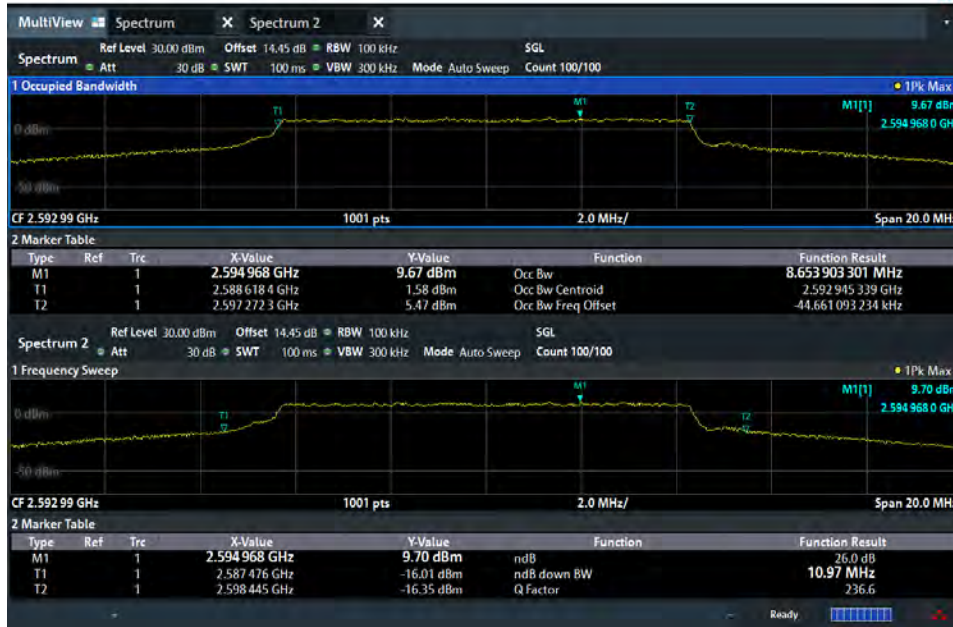 MultiView Spectrum X Spectrum 2 X
Ref Level 30.00 dBm Offset 14.45 dB RBW 100 kHz SGL
Spectrum Att 30 dB SWT 100 ms VBW 300 kHz Mode Auto Sweep Count 100/100
1 Occupied Bandwidth 1Pk Max
T1 M1 T2 M1[1] 9.67 dBm
0 dBm 2.594 968 0 GH
-50 dBm
CF 2.592 99 GHz 1001 pts 2.0 MHz/ Span 20.0 MH
2 Marker Table
Type Ref Trc X-Value Y-Value Function Function Result
M1 1 2.594 968 GHz 9.67 dBm Occ Bw 8.653 903 301 MHz
T1 1 2.588 618 4 GHz 1.58 dBm Occ Bw Centroid 2.592 945 339 GHz
T2 1 2.597 272 3 GHz 5.47 dBm Occ Bw Freq Offset -44.661 093 234 kHz
Ref Level 30.00 dBm Offset 14.45 dB RBW 100 kHz SGL
Spectrum 2 Att 30 dB SWT 100 ms VBW 300 kHz Mode Auto Sweep Count 100/100
1 Frequency Sweep 1Pk Max
M1 M1[1] 9.70 dBm
0 dBm T1 T2 2.594 968 0 GH
-50 dBm
CF 2.592 99 GHz 1001 pts 2.0 MHz/ Span 20.0 MH
2 Marker Table
Type Ref Trc X-Value Y-Value Function Function Result
M1 1 2.594 968 GHz 9.70 dBm ndB 26.0 dB
T1 1 2.587 476 GHz -16.01 dBm ndB down BW 10.97 MHz
T2 1 2.598 445 GHz -16.35 dBm Q Factor 236.6
Ready